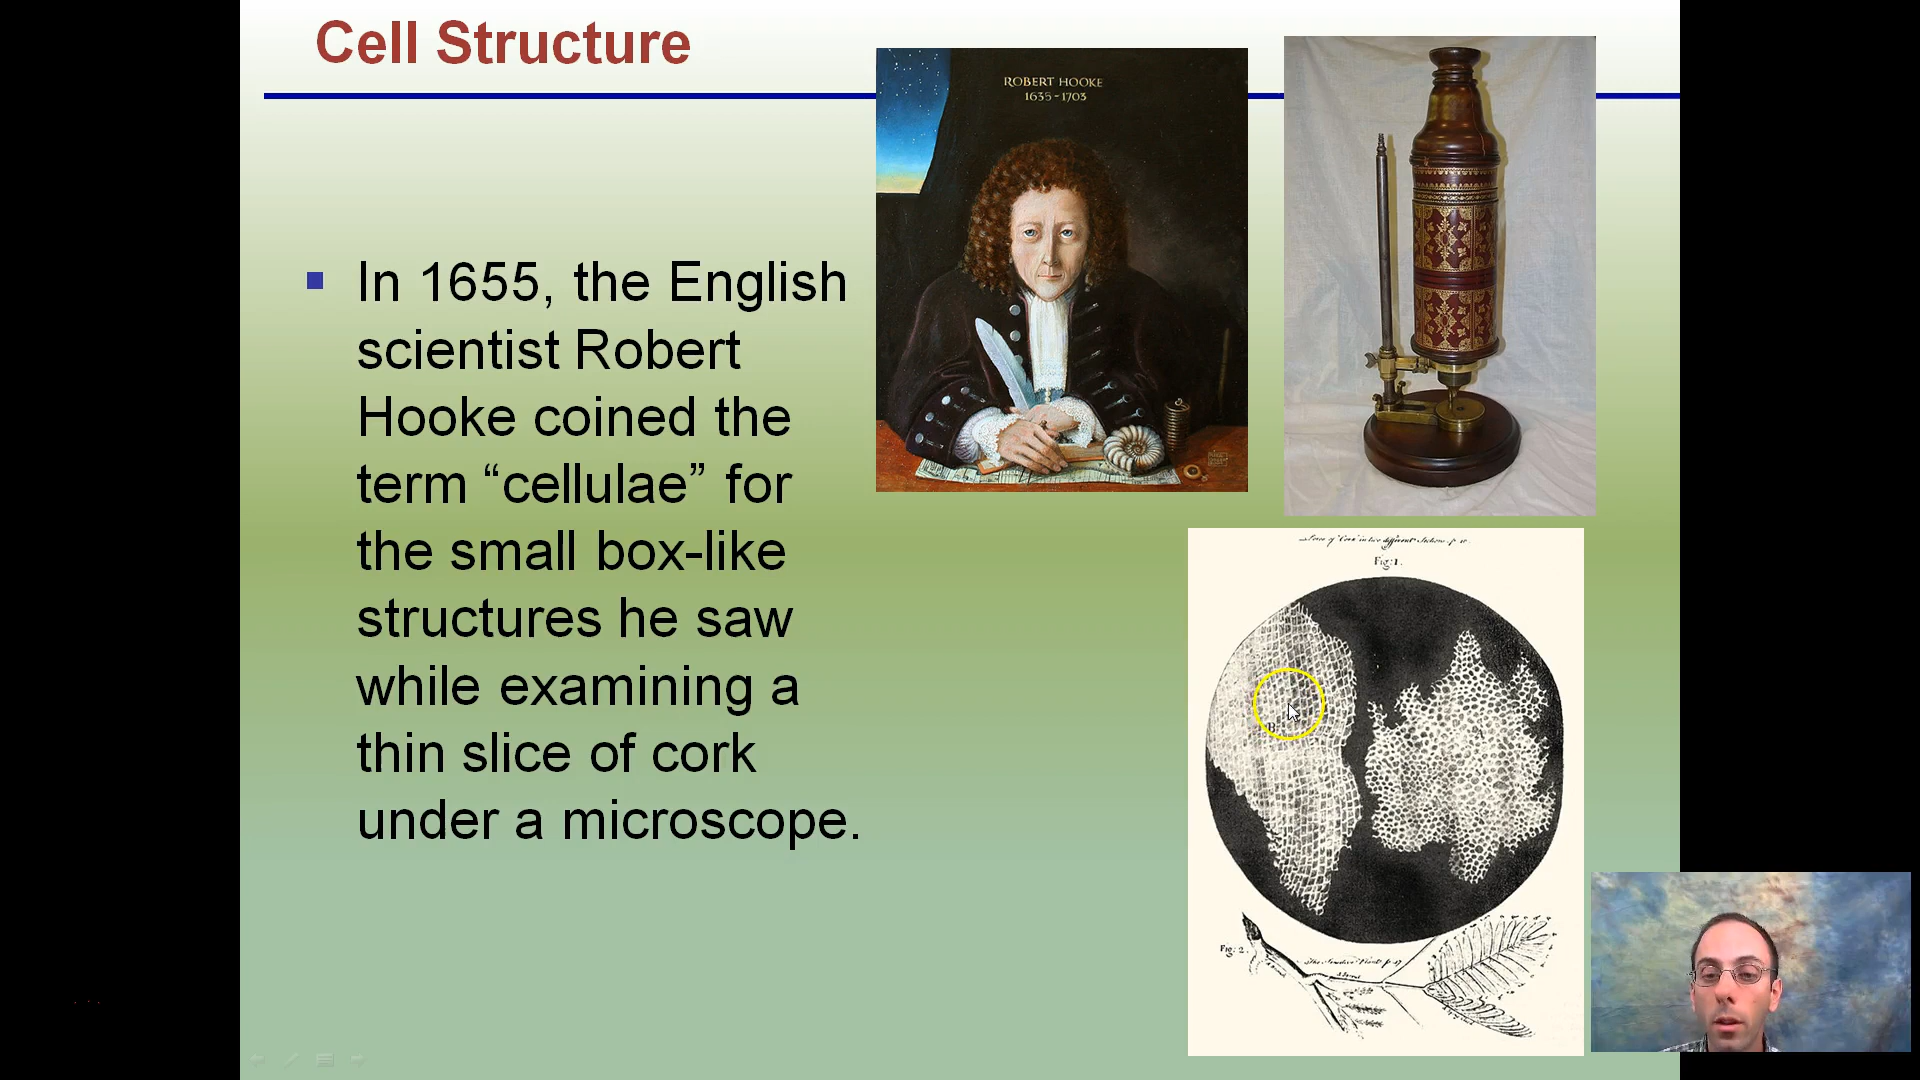 Cell Structure
ROBERT HOOKE
1635 - 1703
In 1655, the English
scientist Robert
Hooke coined the
term “cellulae” for
the small box-like
structures he saw
while examining a
thin slice of cork
under a microscope.
Fig: 1.
B
Fig: 2.